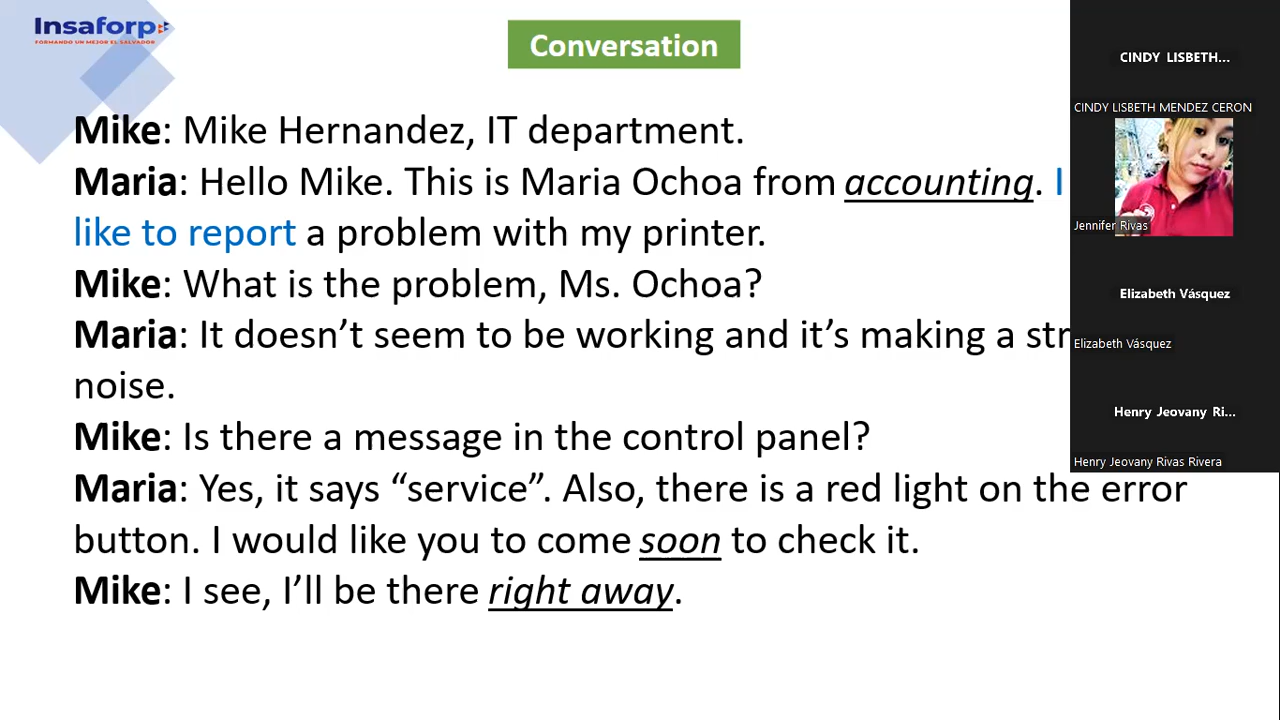 Insaforp
FORMANDO UN MEJOR EL SALVADOR
Conversation
Mike: Mike Hernandez, IT department.
Maria: Hello Mike. This is Maria Ochoa from accounting. I
like to report a problem with my printer.
Mike: What is the problem, Ms. Ochoa?
Maria: It doesn’t seem to be working and it’s making a str
noise.
Mike: Is there a message in the control panel?
Maria: Yes, it says “service”. Also, there is a red light on the error
button. I would like you to come soon to check it.
Mike: I see, I’ll be there right away.
CINDY LISBETH...
CINDY LISBETH MENDEZ CERON
Jennifer Rivas
Elizabeth Vásquez
Elizabeth Vásquez
Henry Jeovany Ri...
Henry Jeovany Rivas Rivera